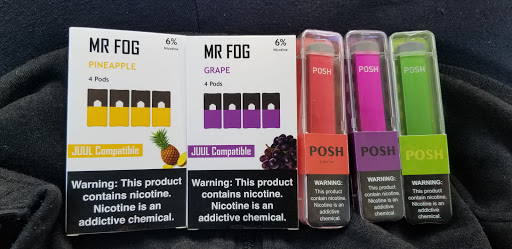 MR FOG
6%
Nicotine
PINEAPPLE
4 Pods
JUUL Compatible
Warning: This product
contains nicotine.
Nicotine is an
addictive chemical.
MR FOG
6%
Nicotine
GRAPE
4 Pods
JUUL Compatible
Warning: This product
contains nicotine.
Nicotine is an
addictive chemical.
POSH
POSH
Warning: This
product contains
nicotine. Nicotine
is an addictive
chemical.
POSH
POSH
Warning: This
product contains
nicotine. Nicotine
is an addictive
chemical.
POSH
POSH
Warning: This
product contains
nicotine. Nicotine
is an addictive
chemical.